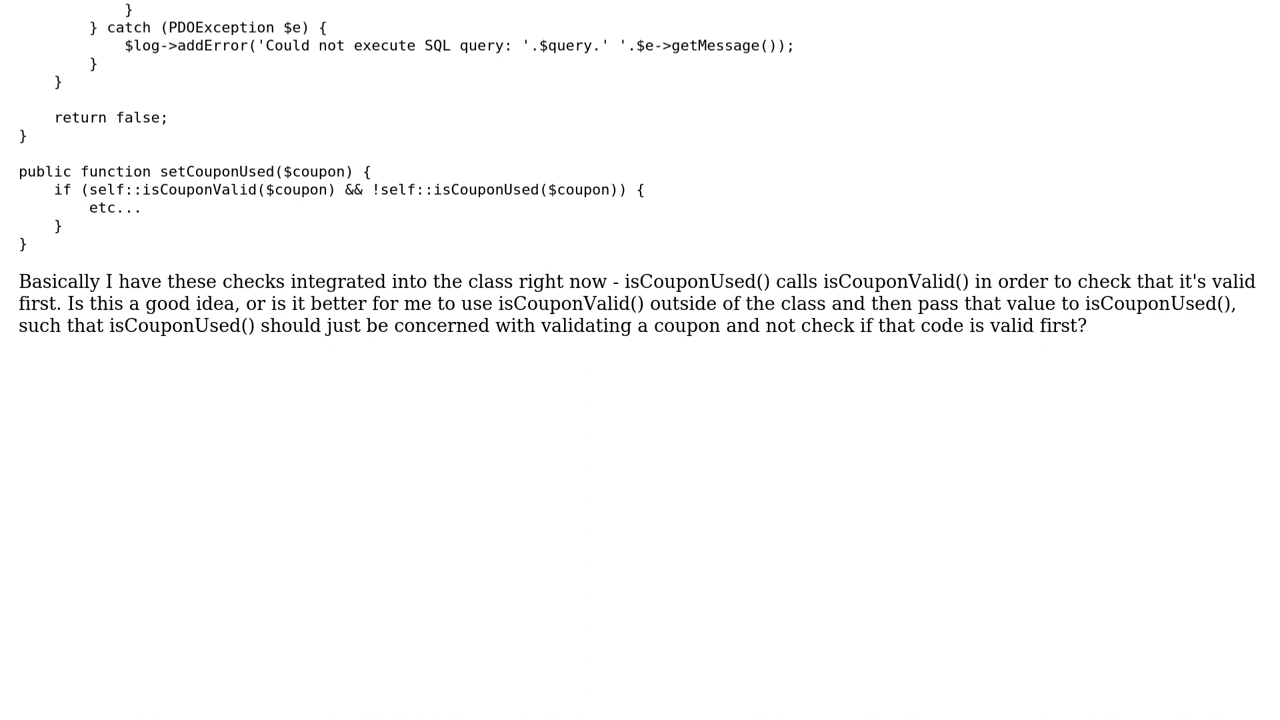 }
        } catch (PDOException $e) {
            $log->addError('Could not execute SQL query: '.$query.' '.$e->getMessage());
        }
    }

    return false;
}

public function setCouponUsed($coupon) {
    if (self::isCouponValid($coupon) && !self::isCouponUsed($coupon)) {
        etc...
    }
}

Basically I have these checks integrated into the class right now - isCouponUsed() calls isCouponValid() in order to check that it's valid
first. Is this a good idea, or is it better for me to use isCouponValid() outside of the class and then pass that value to isCouponUsed(),
such that isCouponUsed() should just be concerned with validating a coupon and not check if that code is valid first?